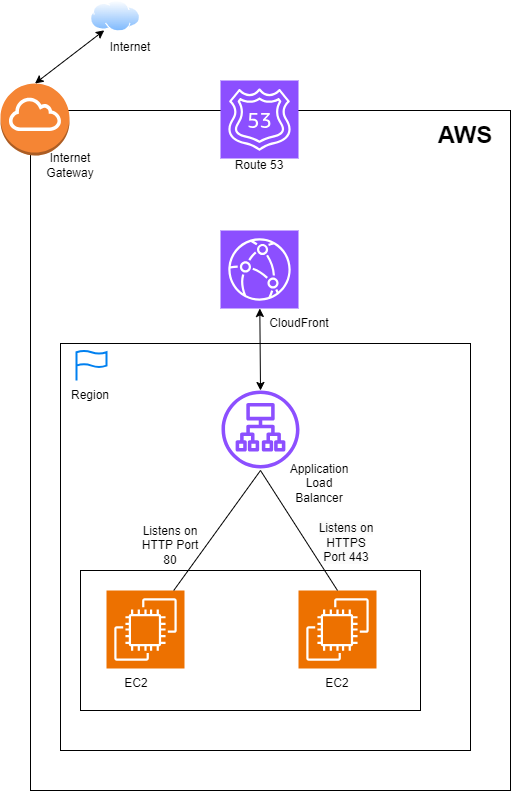 Internet
AWS
53
Internet
Gateway
Route 53
CloudFront
Region
Application
Load
Balancer
Listens on
HTTP Port
80
Listens on
HTTPS
Port 443
EC2
EC2